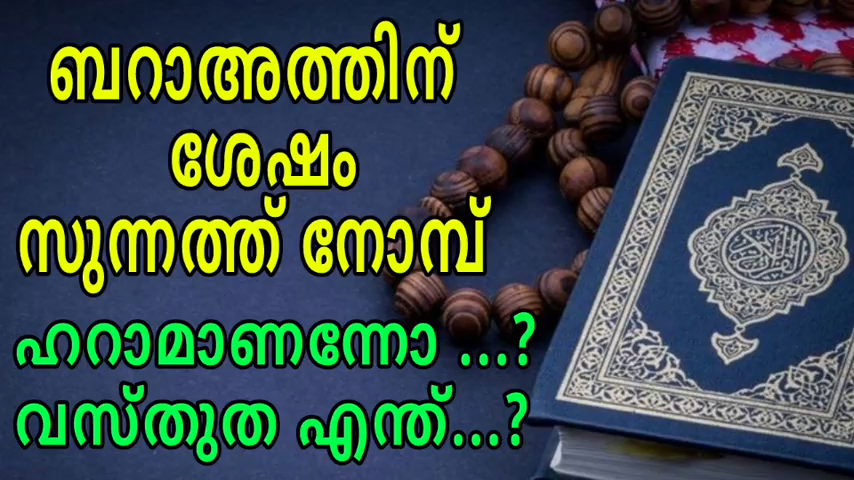 ബറാഅത്തിന്
ശേഷം
സുന്നത്ത് നോമ്പ്
ഹറാമാണന്നോ ...?
വസ്തുത എന്ത്...?